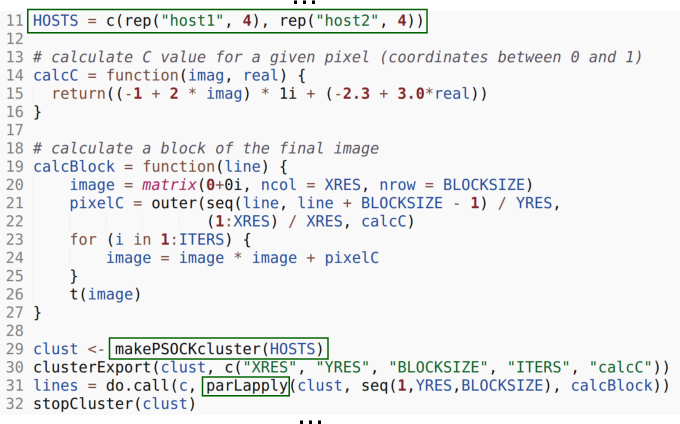 ...
11 HOSTS = c(rep("host1", 4), rep("host2", 4))
12
13 # calculate C value for a given pixel (coordinates between 0 and 1)
14 calcC = function(imag, real) {
15   return((-1 + 2 * imag) * 1i + (-2.3 + 3.0*real))
16 }
17
18 # calculate a block of the final image
19 calcBlock = function(line) {
20     image = matrix(0+0i, ncol = XRES, nrow = BLOCKSIZE)
21     pixelC = outer(seq(line, line + BLOCKSIZE - 1) / YRES,
22                    (1:XRES) / XRES, calcC)
23     for (i in 1:ITERS) {
24         image = image * image + pixelC
25     }
26     t(image)
27 }
28
29 clust <- makePSOCKcluster(HOSTS)
30 clusterExport(clust, c("XRES", "YRES", "BLOCKSIZE", "ITERS", "calcC"))
31 lines = do.call(c, parLapply(clust, seq(1,YRES,BLOCKSIZE), calcBlock))
32 stopCluster(clust)
...